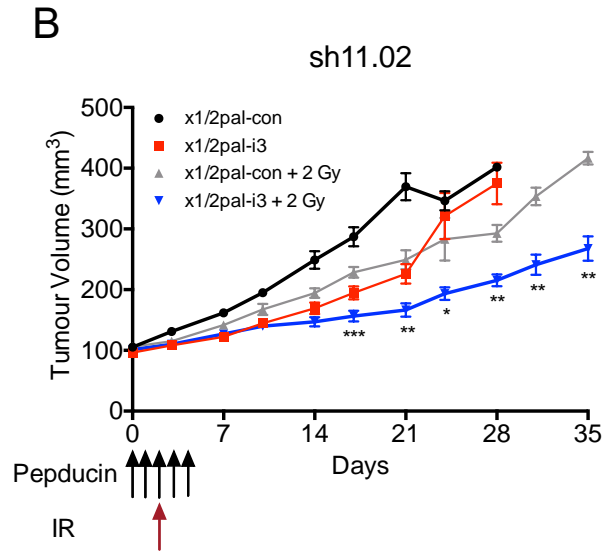 B
sh11.02
500
400
300
200
100
0
Tumour Volume (mm³)
x1/2pal-con
x1/2pal-i3
x1/2pal-con + 2 Gy
x1/2pal-i3 + 2 Gy
*** ** * ** ** **
0 7 14 21 28 35
Days
Pepducin
IR